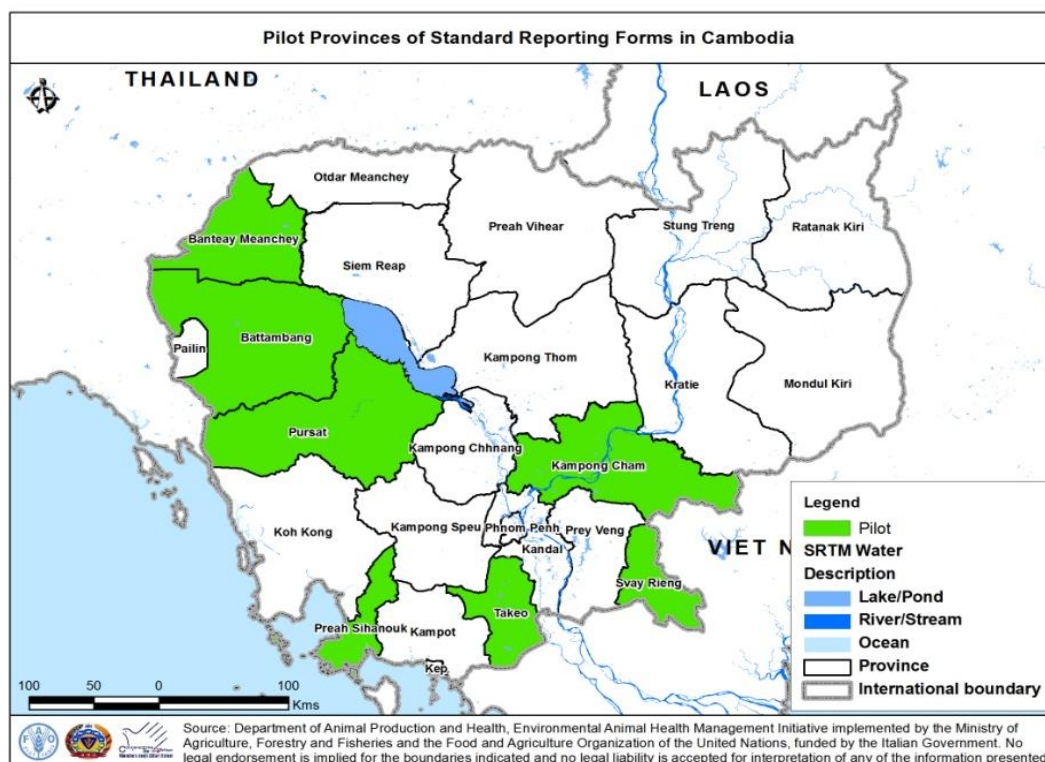 Pilot Provinces of Standard Reporting Forms in Cambodia
THAILAND
LAOS
Otdar Meanchey
Banteay Meanchey
Preah Vihear
Stung Treng
Ratanak Kiri
Siem Reap
Battambang
Pailin
Kampong Thom
Kratie
Mondul Kiri
Pursat
Kampong Chhnang
Kampong Cham
Koh Kong
Kampong Speu
Phnom Penh
Prey Veng
Kandal
VIET N
Svay Rieng
Takeo
Preah Sihanouk
Kampot
Kep
Legend
Pilot
SRTM Water
Description
Lake/Pond
River/Stream
Ocean
Province
International boundary
100 50 0 100
Kms
FAO
Source: Department of Animal Production and Health, Environmental Animal Health Management Initiative implemented by the Ministry of
Agriculture, Forestry and Fisheries and the Food and Agriculture Organization of the United Nations, funded by the Italian Government. No
legal endorsement is implied for the boundaries indicated and no legal liability is accepted for interpretation of any of the information presented